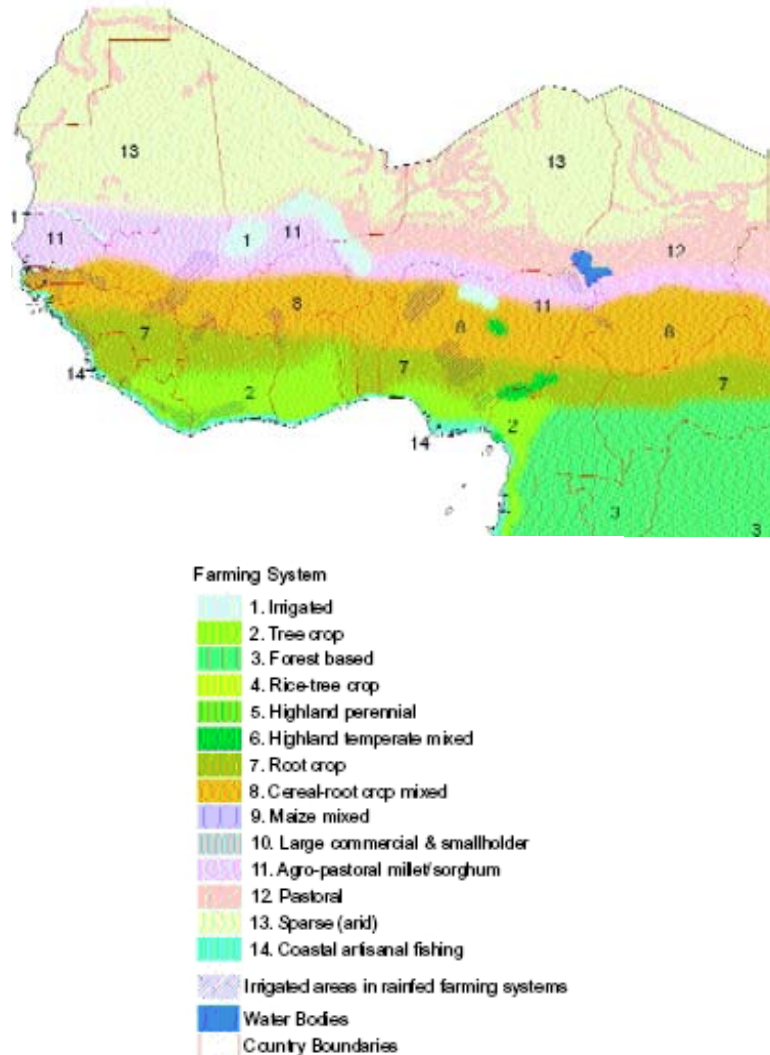 13
13
1
11
1
11
12
11
8
8
8
7
7
7
14
2
14
2
3
3
Farming System
1. Irrigated
2. Tree crop
3. Forest based
4. Rice-tree crop
5. Highland perennial
6. Highland temperate mixed
7. Root crop
8. Cereal-root crop mixed
9. Maize mixed
10. Large commercial & smallholder
11. Agro-pastoral millet/sorghum
12. Pastoral
13. Sparse (arid)
14. Coastal artisanal fishing
Irrigated areas in rainfed farming systems
Water Bodies
Country Boundaries